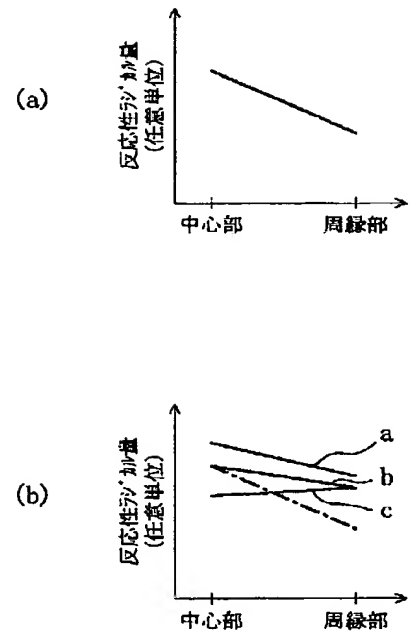 (a)
反応性ラジカル量
(任意単位)
中心部
周縁部
(b)
反応性ラジカル量
(任意単位)
a
b
c
中心部
周縁部